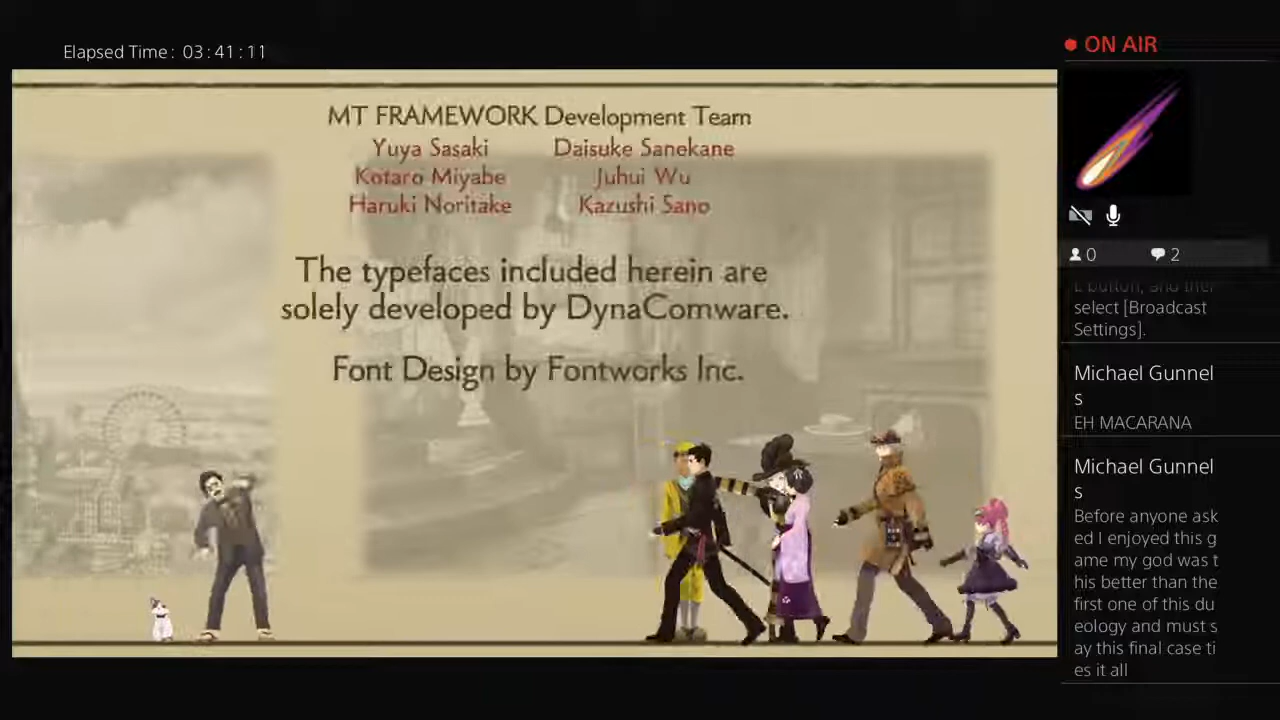 Elapsed Time: 03:41:11
ON AIR
MT FRAMEWORK Development Team
Yuya Sasaki Daisuke Sanekane
Kotaro Miyabe Juhui Wu
Haruki Noritake Kazushi Sano
The typefaces included herein are
solely developed by DynaComware.
Font Design by Fontworks Inc.
0 2
button, and then
select [Broadcast
Settings].
Michael Gunnel
s
EH MACARANA
Michael Gunnel
s
Before anyone ask
ed I enjoyed this g
ame my god was t
his better than the
first one of this du
eology and must s
ay this final case ti
es it all